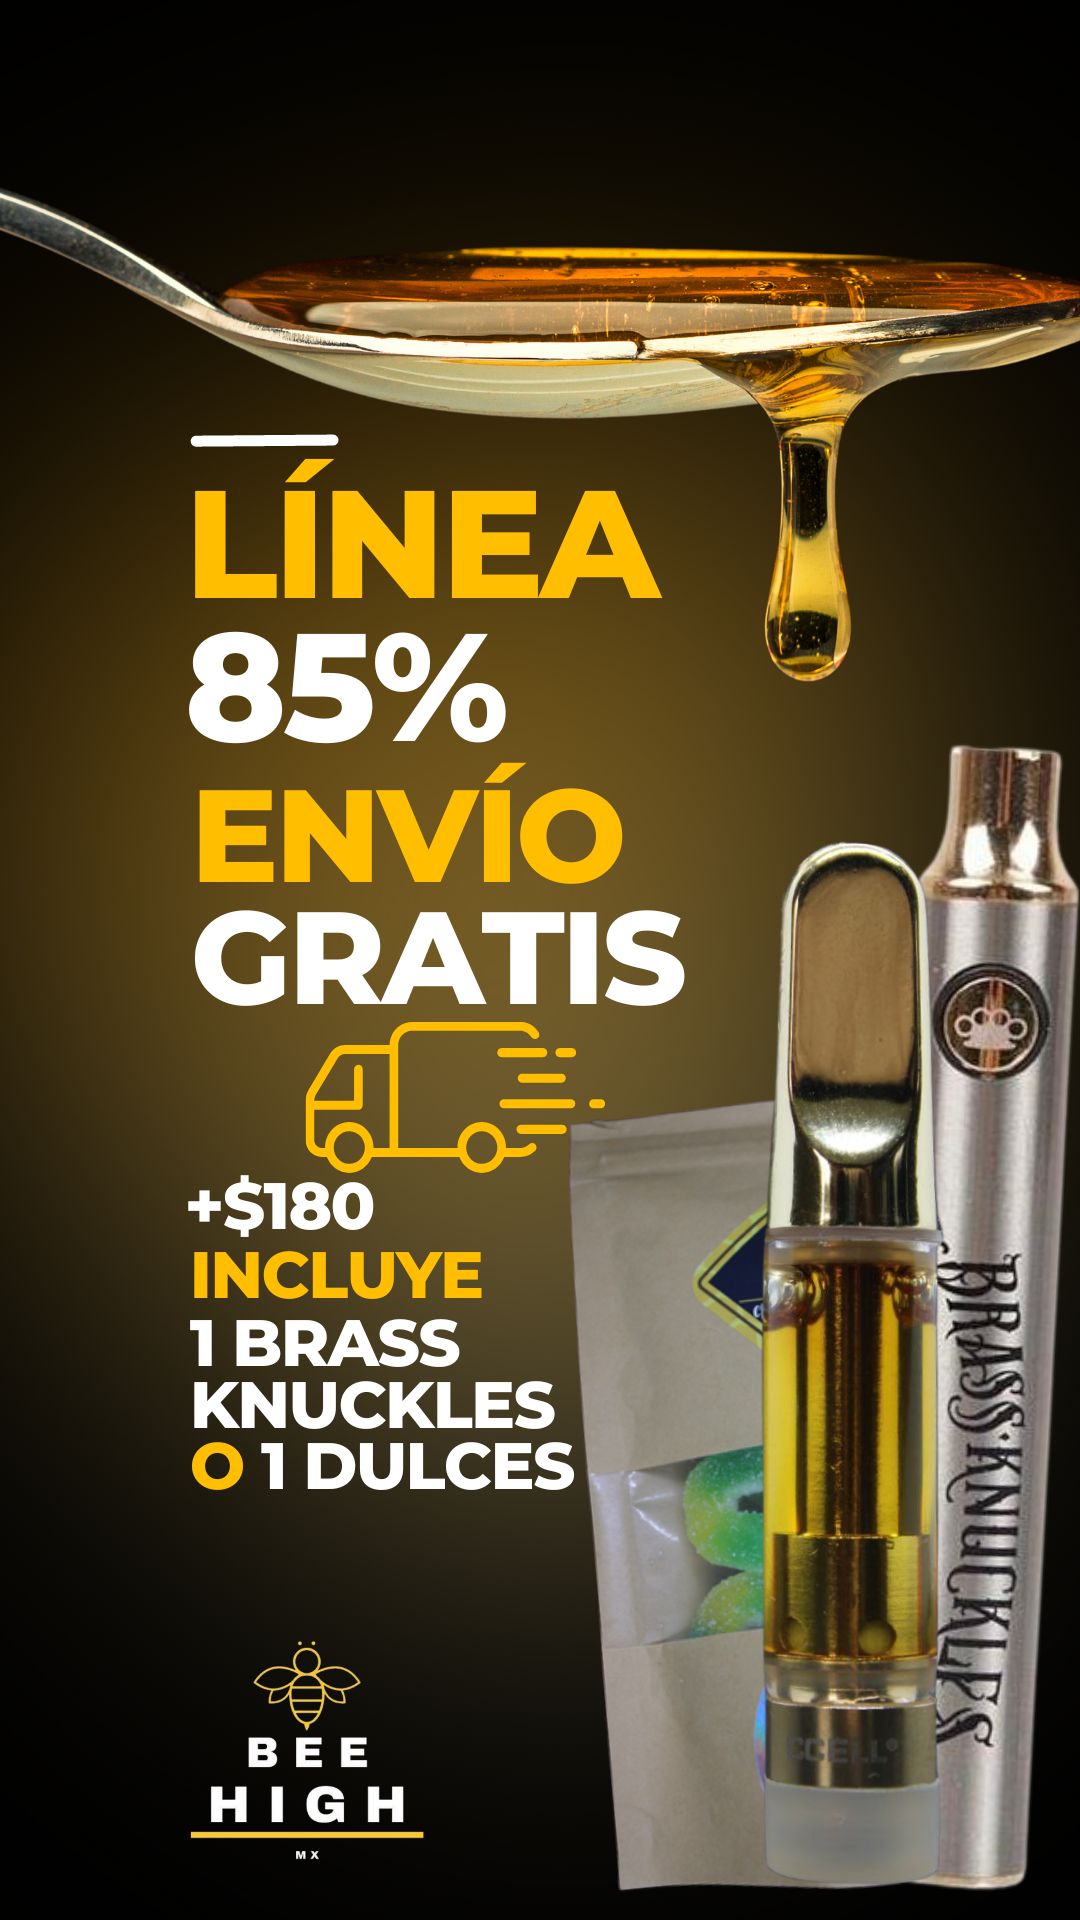 LÍNEA
85%
ENVÍO
GRATIS
+$180
INCLUYE
1 BRASS
KNUCKLES
O 1 DULCES
BRASS·KNUCKLES
CCELL®
BEE
HIGH
MX